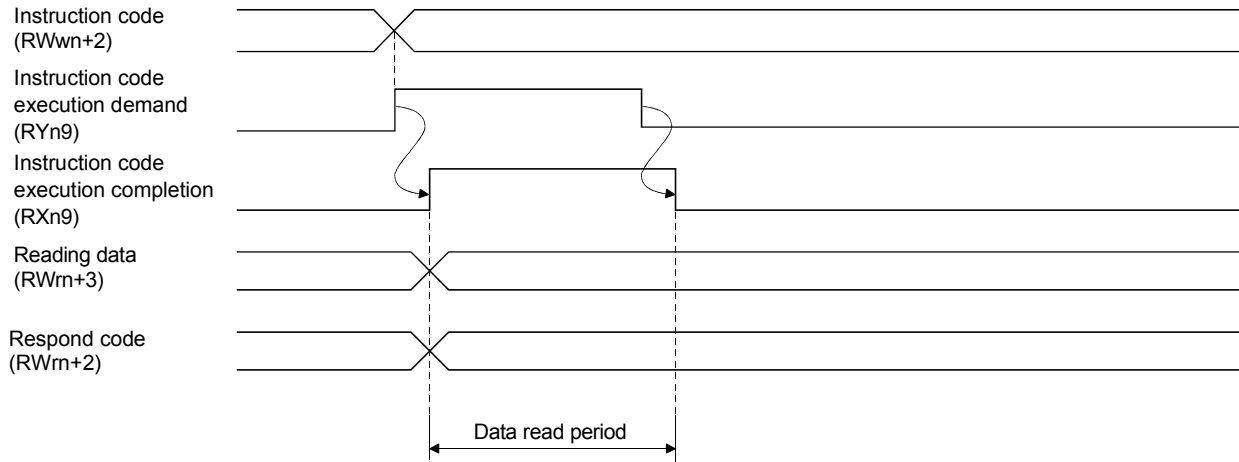 Instruction code
(RWwn+2)
Instruction code
execution demand
(RYn9)
Instruction code
execution completion
(RXn9)
Reading data
(RWrn+3)
Respond code
(RWrn+2)
Data read period